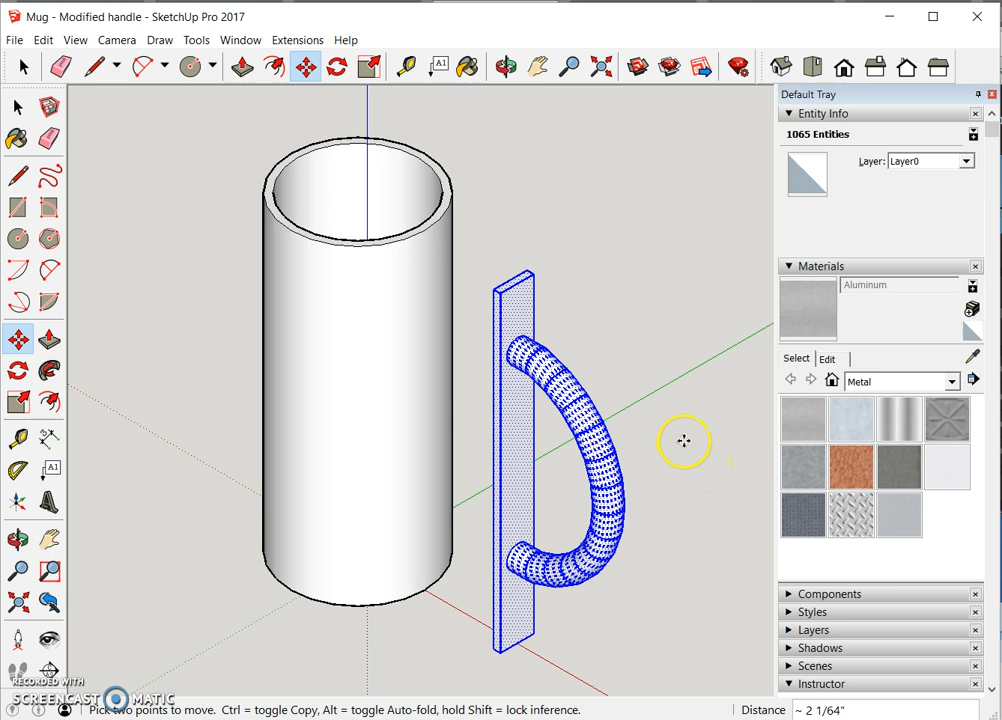 Mug - Modified handle - SketchUp Pro 2017
File Edit View Camera Draw Tools Window Extensions Help
A1
Default Tray
Entity Info
1065 Entities
Layer: Layer0
Materials
Aluminum
Select Edit
Metal
A1
Components
Styles
Layers
Shadows
Scenes
Instructor
RECORDED WITH
SCREENCAST MATIC
Pick two points to move. Ctrl = toggle Copy, Alt = toggle Auto-fold, hold Shift = lock inference.
Distance ~ 2 1/64"